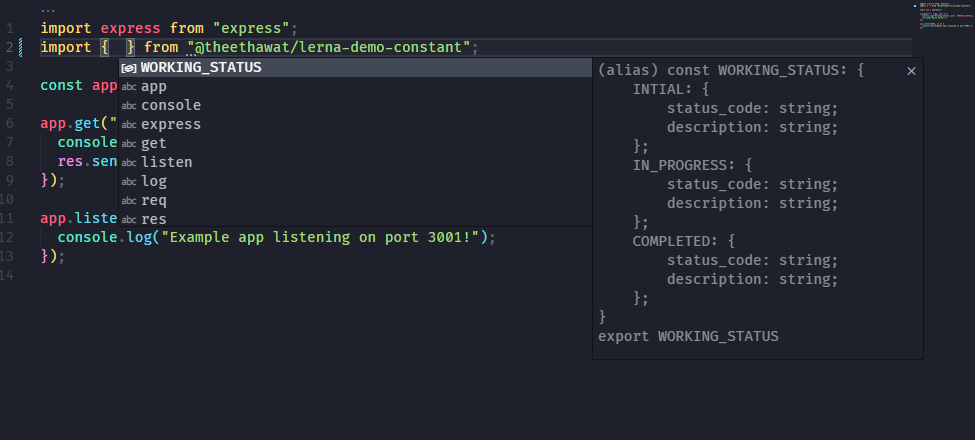 ...
1 import express from "express";
2 import {  } from "@theethawat/lerna-demo-constant";
3
4 const app
5
6 app.get("
7 console
8 res.sen
9 });
10
11 app.liste
12 console.log("Example app listening on port 3001!");
13 });
14
WORKING_STATUS
abc app
abc console
abc express
abc get
abc listen
abc log
abc req
abc res
(alias) const WORKING_STATUS: {
INTIAL: {
status_code: string;
description: string;
};
IN_PROGRESS: {
status_code: string;
description: string;
};
COMPLETED: {
status_code: string;
description: string;
};
}
export WORKING_STATUS